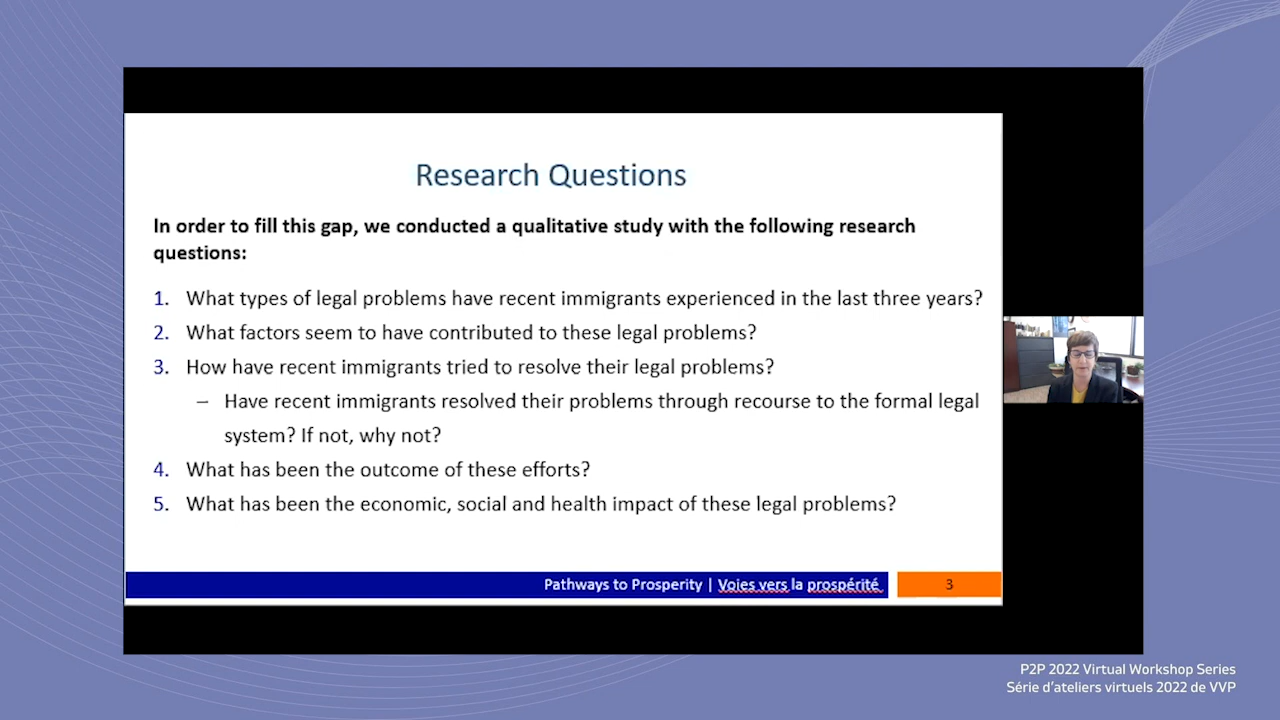 Research Questions
In order to fill this gap, we conducted a qualitative study with the following research
questions:
1. What types of legal problems have recent immigrants experienced in the last three years?
2. What factors seem to have contributed to these legal problems?
3. How have recent immigrants tried to resolve their legal problems?
– Have recent immigrants resolved their problems through recourse to the formal legal
system? If not, why not?
4. What has been the outcome of these efforts?
5. What has been the economic, social and health impact of these legal problems?
Pathways to Prosperity | Voies vers la prospérité
3
P2P 2022 Virtual Workshop Series
Série d'ateliers virtuels 2022 de VVP